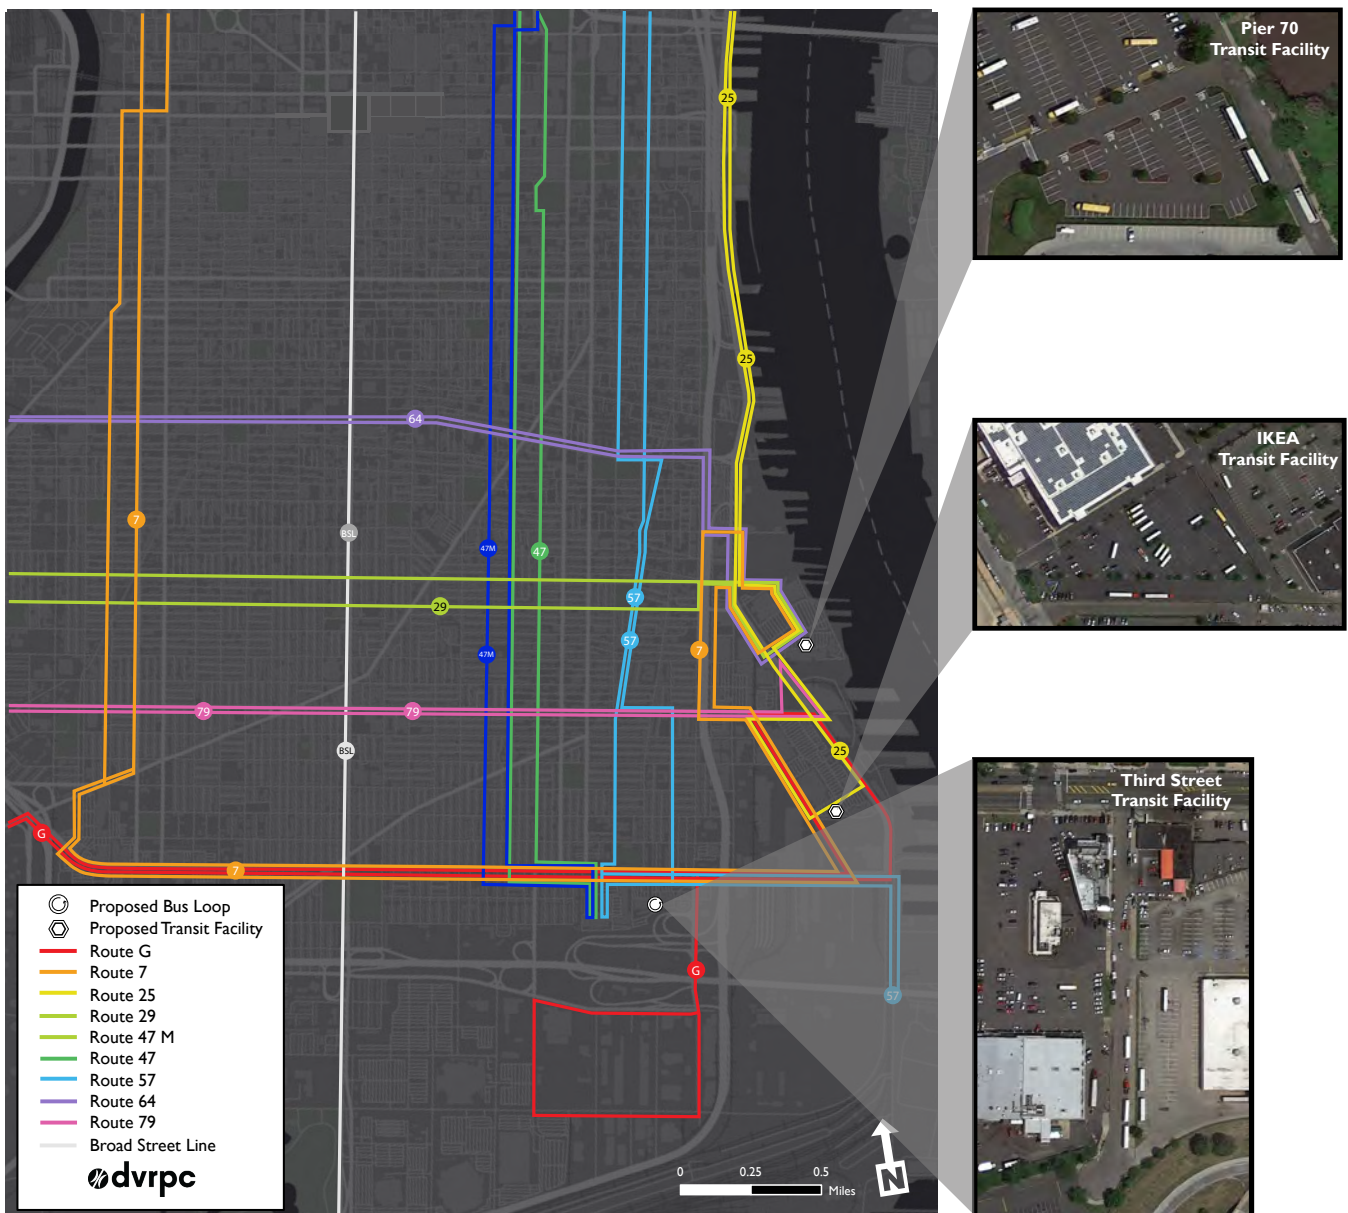 Pier 70
Transit Facility
25
25
64
7
BSL
47M
47
IKEA
Transit Facility
57
29
57
7
47M
79
79
BSL
25
Third Street
Transit Facility
G
7
G
57
Proposed Bus Loop
Proposed Transit Facility
Route G
Route 7
Route 25
Route 29
Route 47 M
Route 47
Route 57
Route 64
Route 79
Broad Street Line
dvrpc
0 0.25 0.5
Miles
N